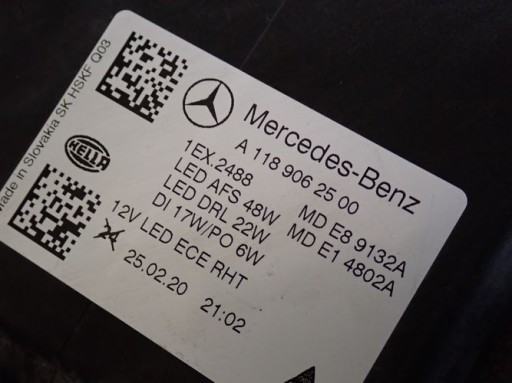 Mercedes-Benz
A 118 906 25 00
1EX.2488
LED AFS 48W MD E8 9132A
LED DRL 22W MD E1 4802A
DI 17W/PO 6W
12V LED ECE RHT
25.02.20 21:02
HELLA
Made in Slovakia SK HSKF Q03